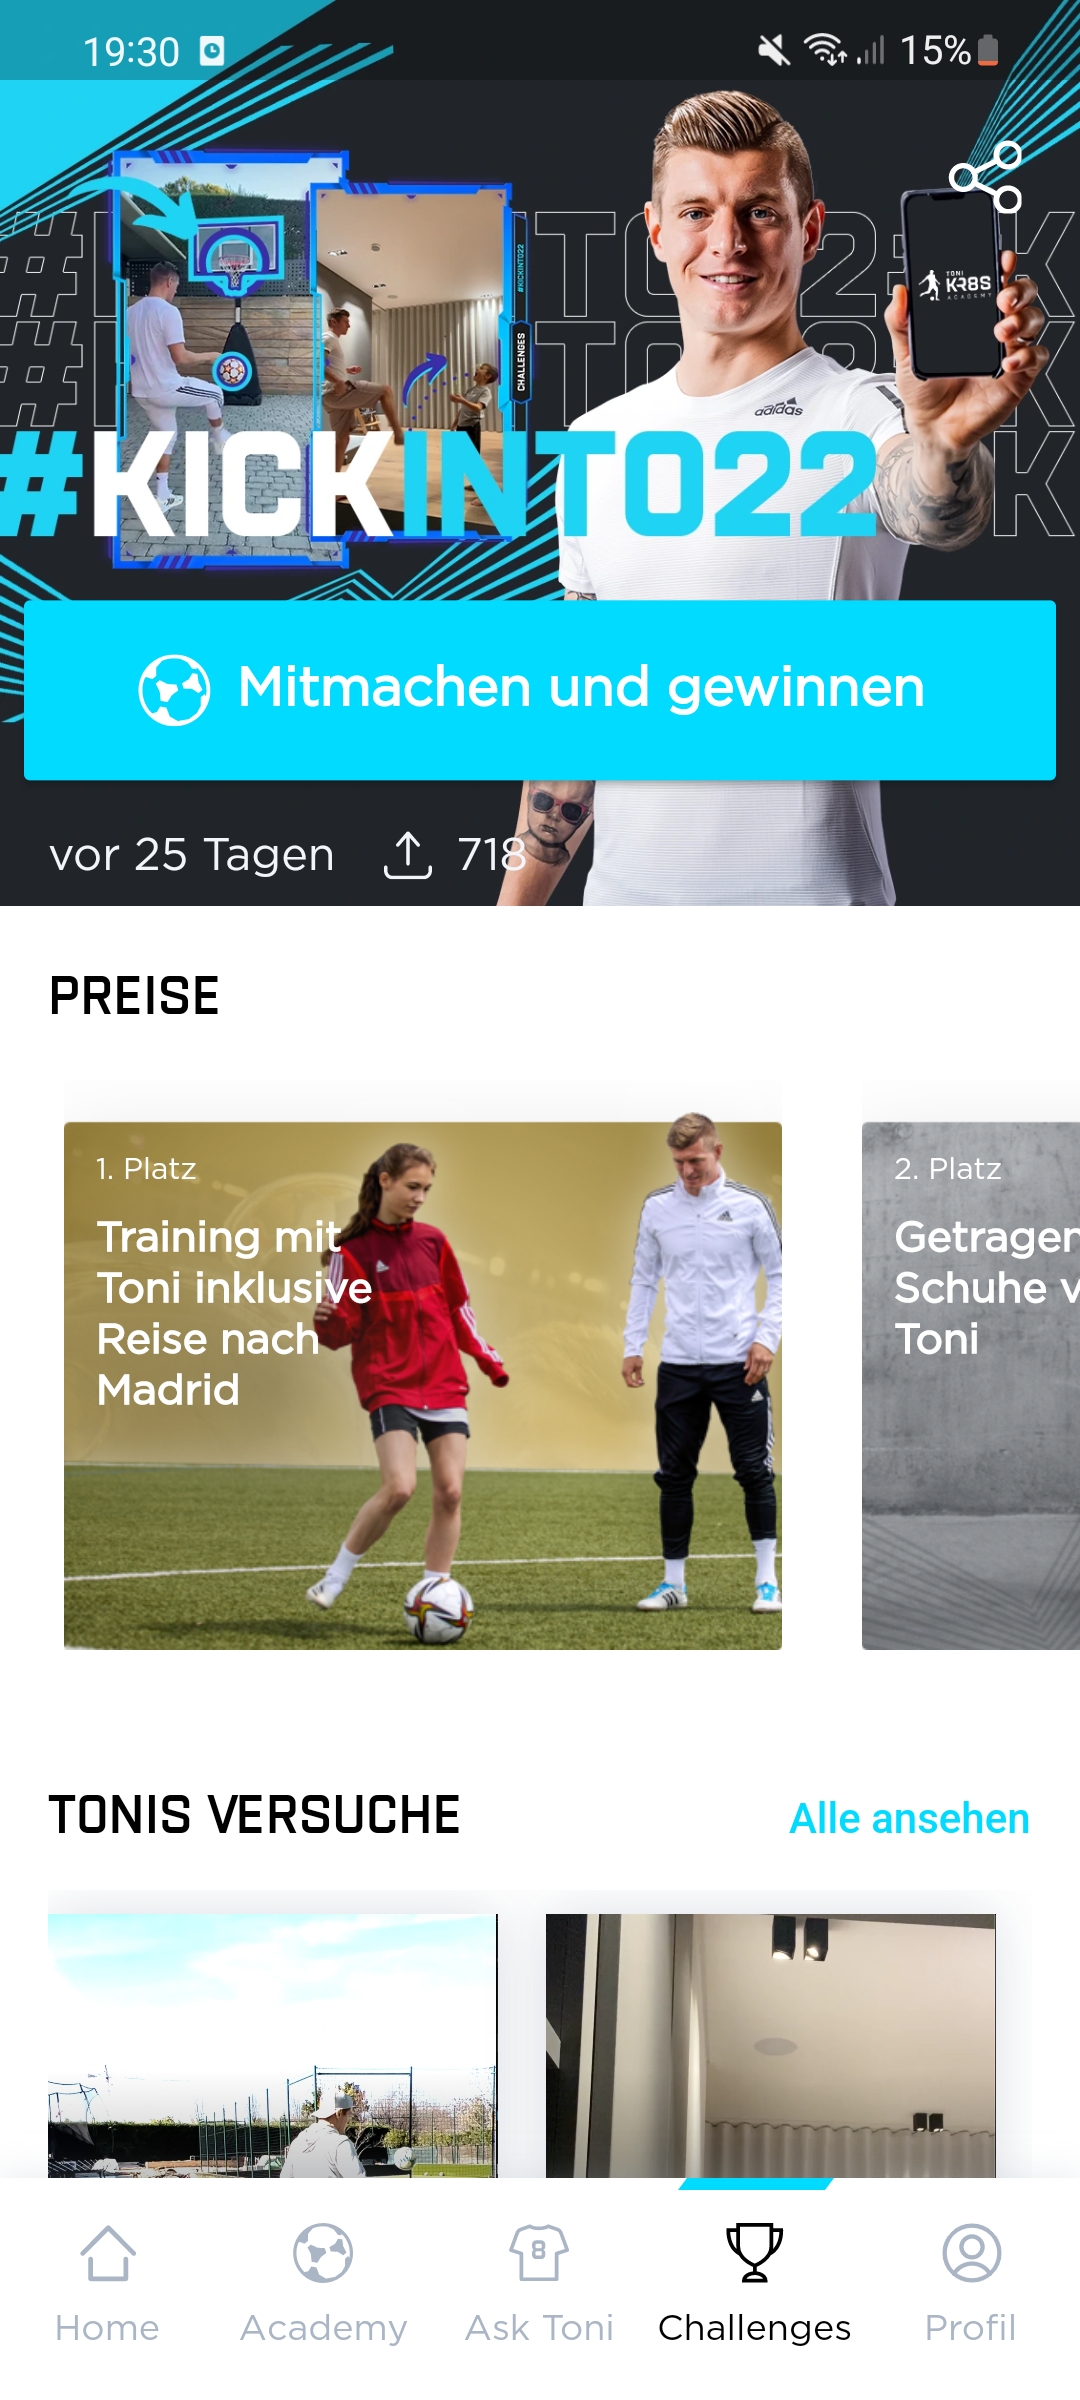 19:30
15%
CHALLENGES
#KICKINTO22
TONI
KR8S
ACADEMY
adidas
#KICKINTO22
Mitmachen und gewinnen
vor 25 Tagen
718
PREISE
1. Platz
Training mit
Toni inklusive
Reise nach
Madrid
2. Platz
Getragen
Schuhe v
Toni
TONIS VERSUCHE
Alle ansehen
8
Home
Academy
Ask Toni
Challenges
Profil